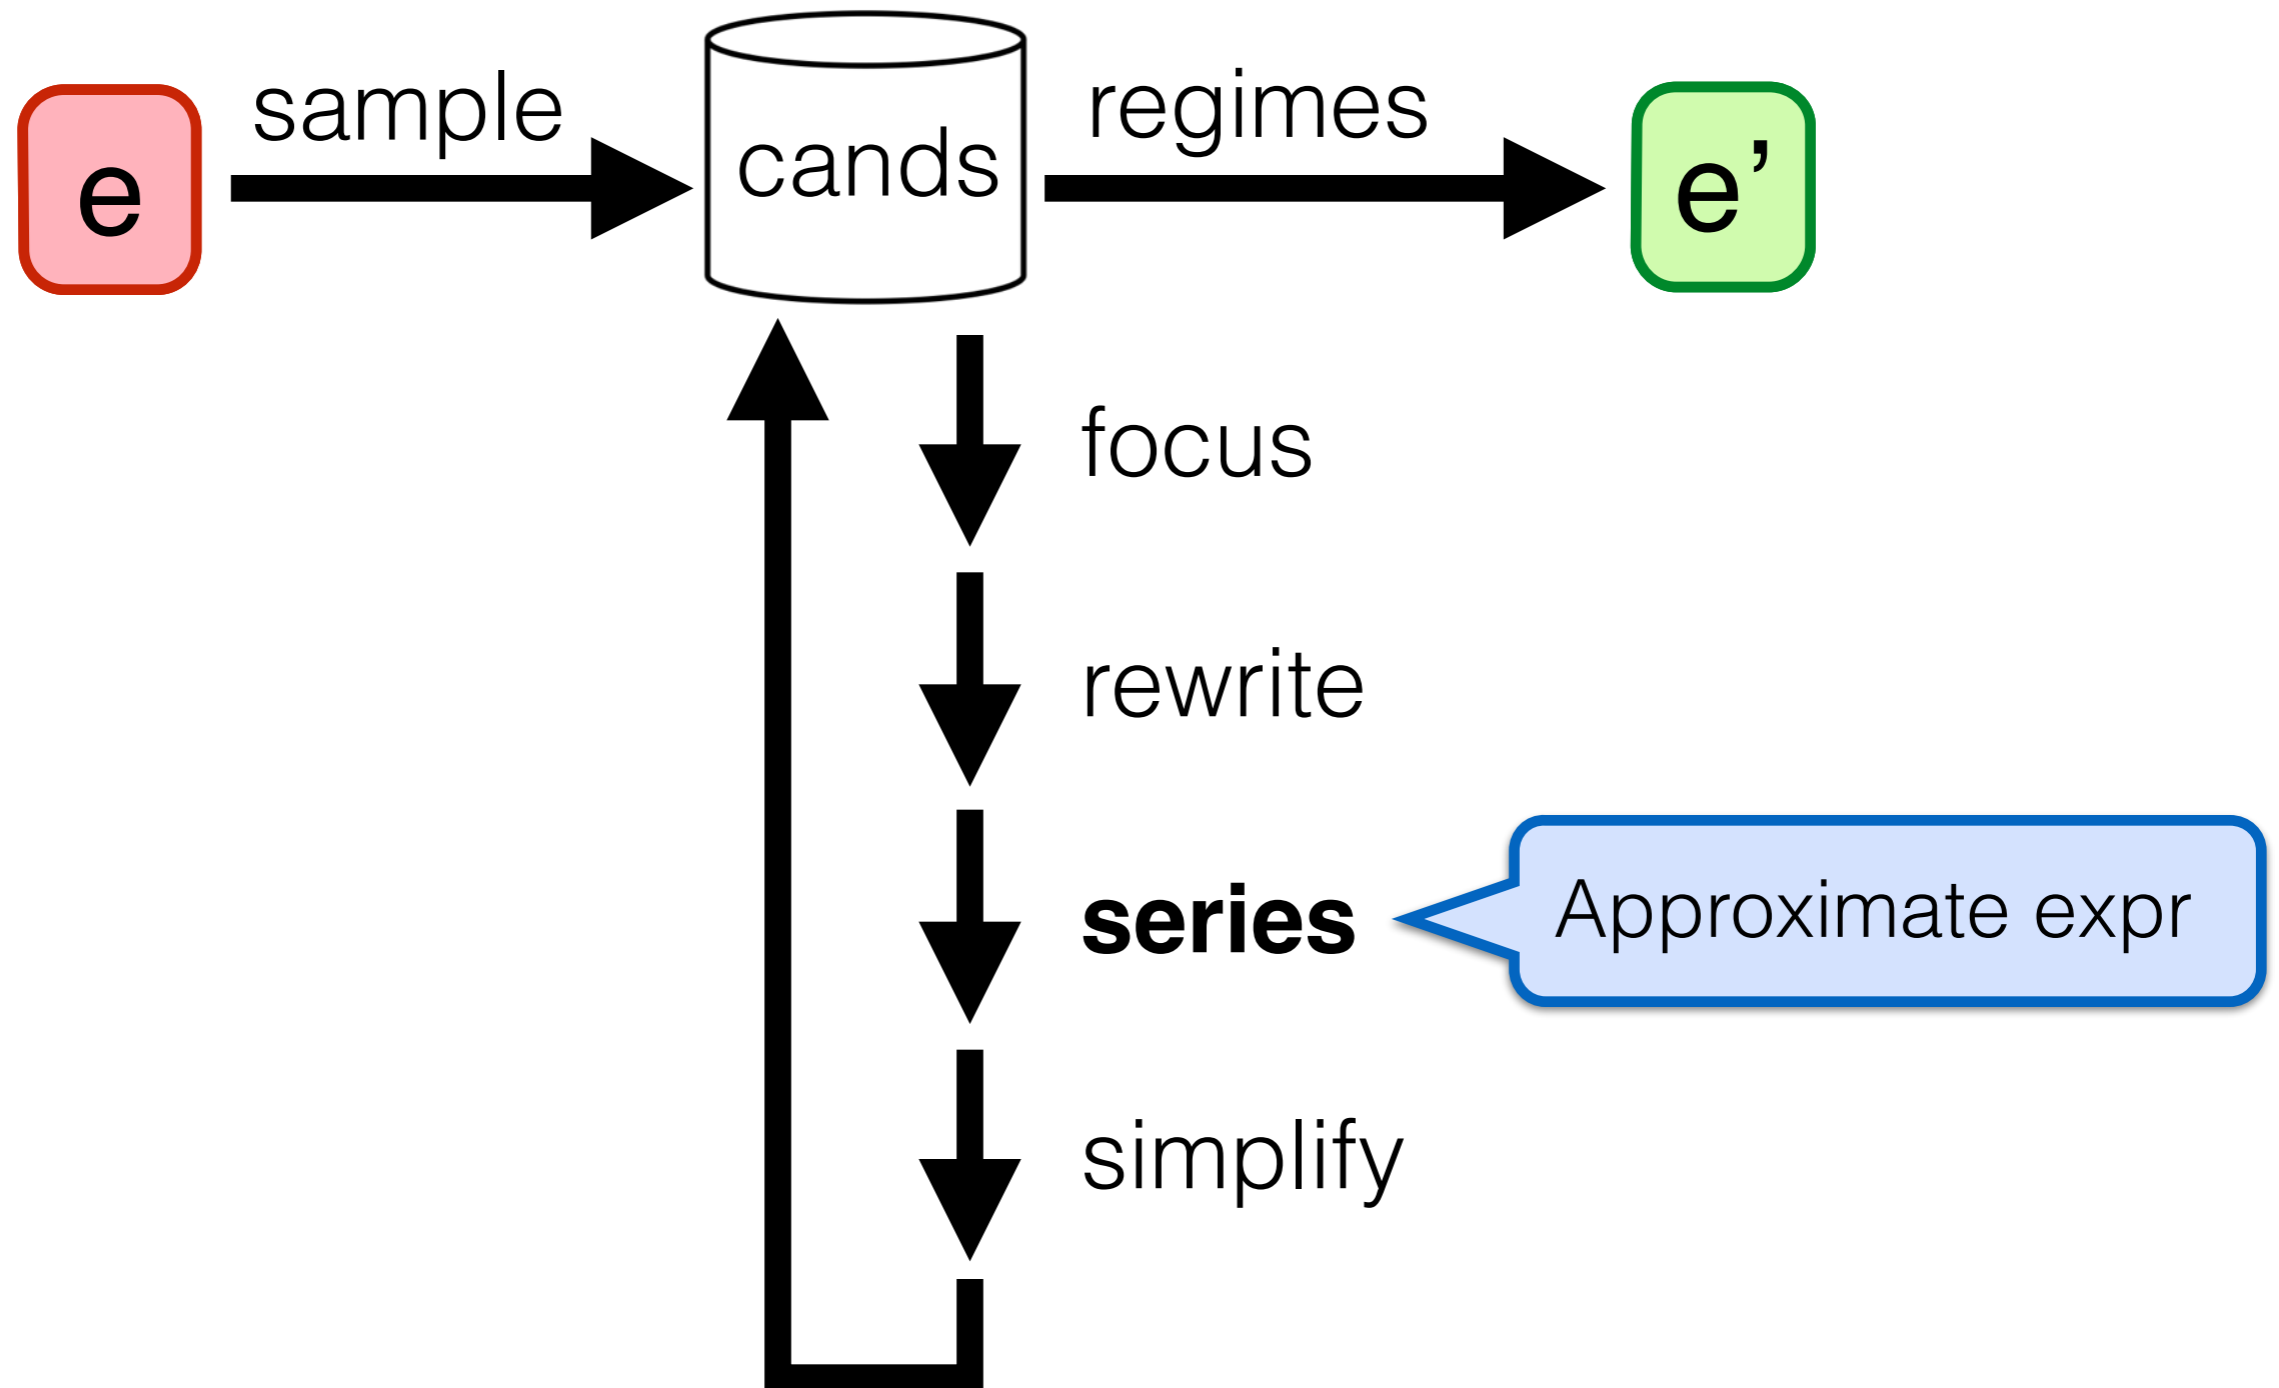 e
sample
cands
regimes
e’
focus
rewrite
series
Approximate expr
simplify